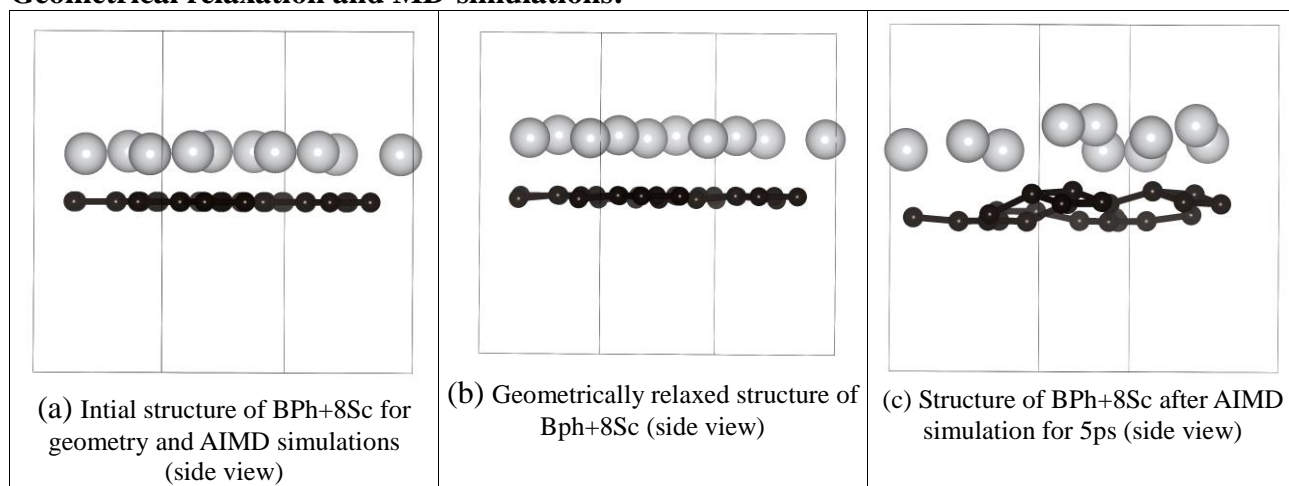 Geometrical relaxation and MD simulations:
(a) Intial structure of BPh+8Sc for
geometry and AIMD simulations
(side view)
(b) Geometrically relaxed structure of
Bph+8Sc (side view)
(c) Structure of BPh+8Sc after AIMD
simulation for 5ps (side view)